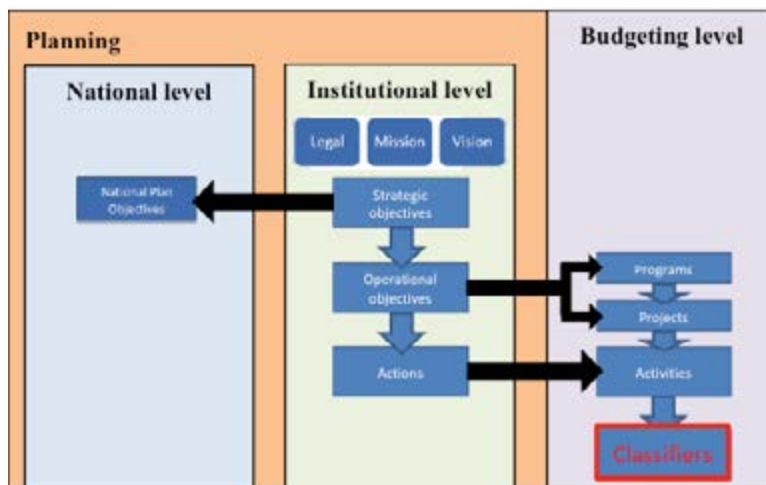 Planning
Budgeting level
National level
Institutional level
Legal
Mission
Vision
National Plan
Objectives
Strategic
objectives
Operational
objectives
Programs
Projects
Actions
Activities
Classifiers